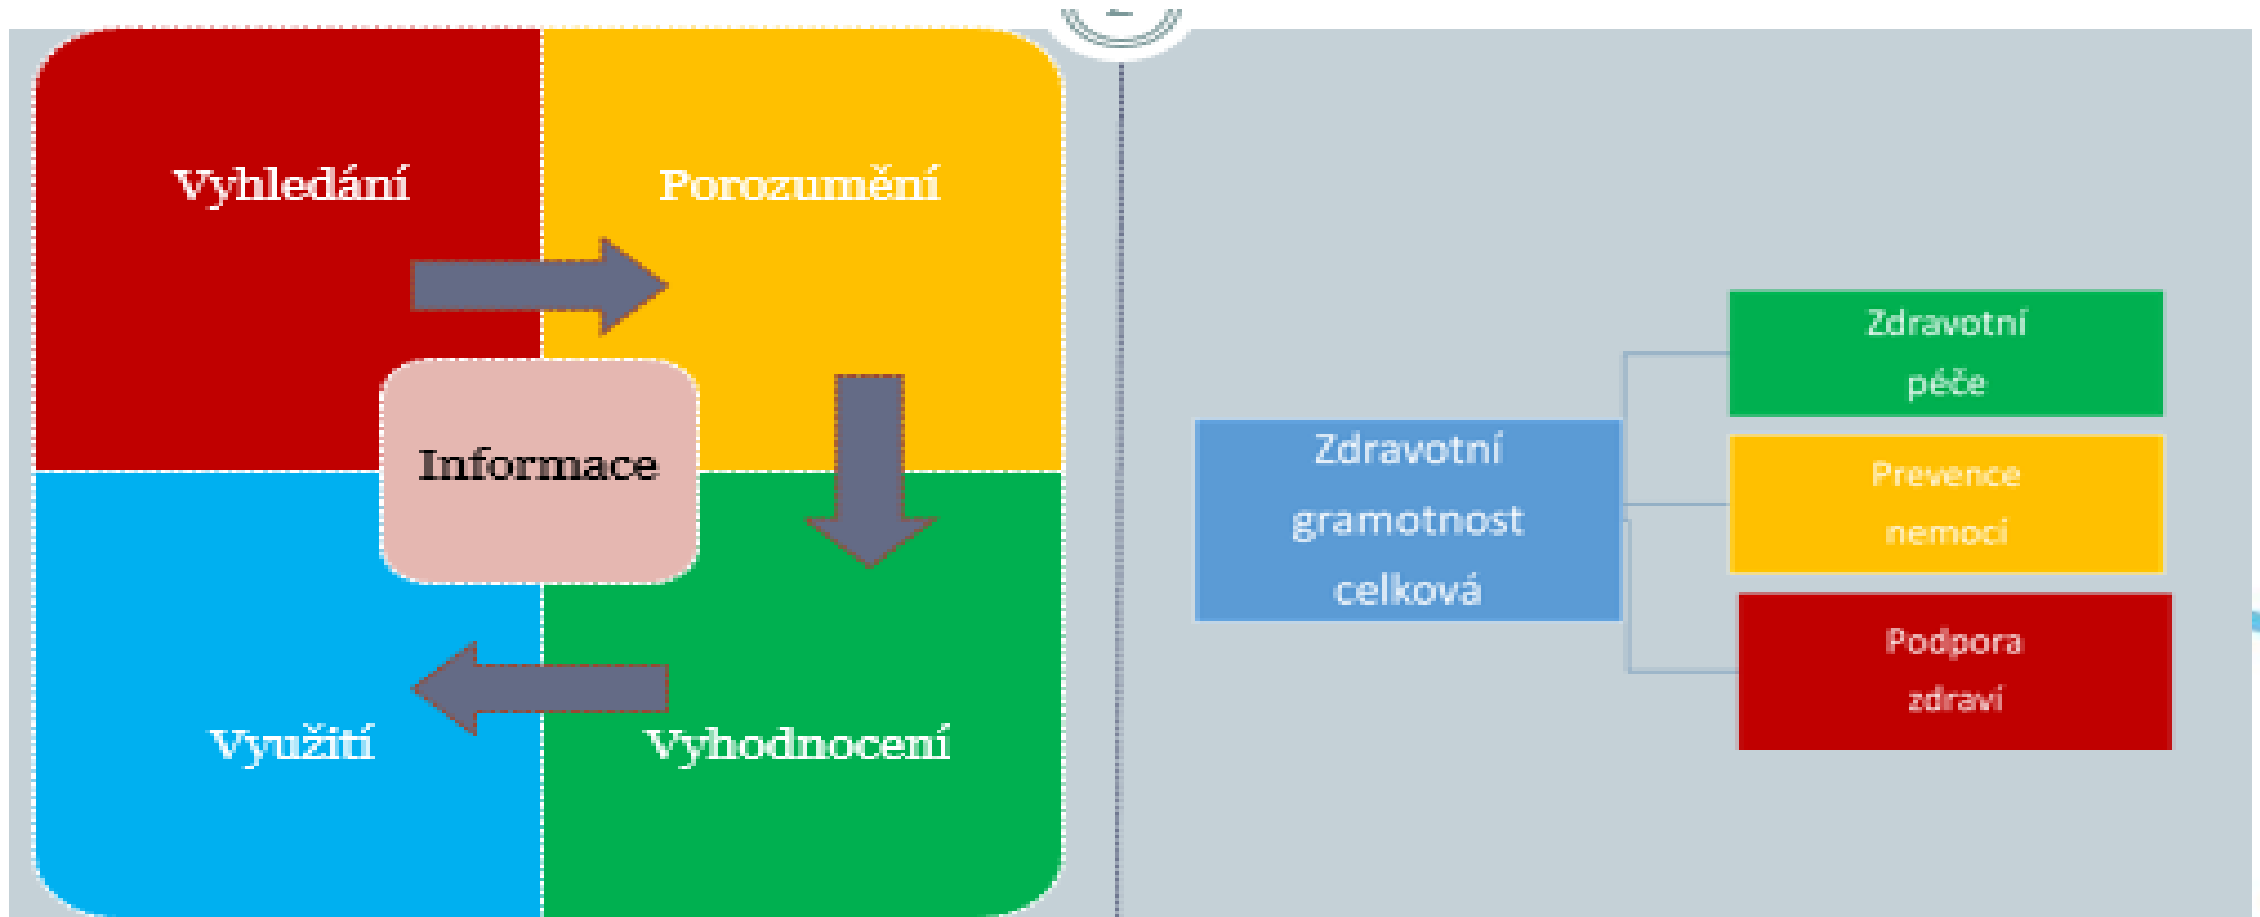 Vyhledání
Porozumění
Informace
Využití
Vyhodnocení
Zdravotní
gramotnost
celková
Zdravotní
péče
Prevence
nemocí
Podpora
zdraví